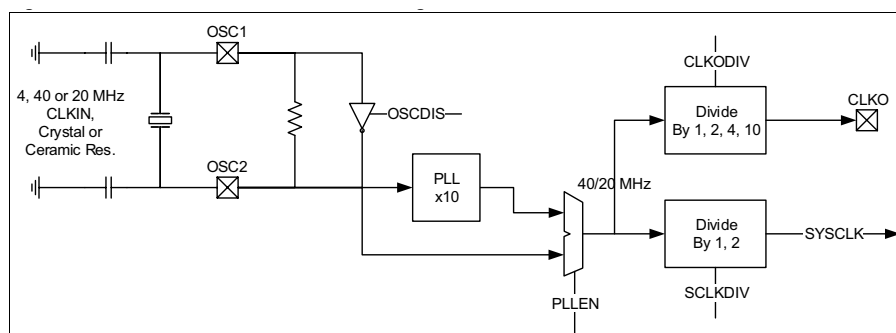 OSC1
4, 40 or 20 MHz
CLKIN,
Crystal or
Ceramic Res.
OSCDIS
OSC2
PLL
x10
40/20 MHz
PLLEN
CLKODIV
Divide
By 1, 2, 4, 10
CLKO
Divide
By 1, 2
SYSCLK
SCLKDIV